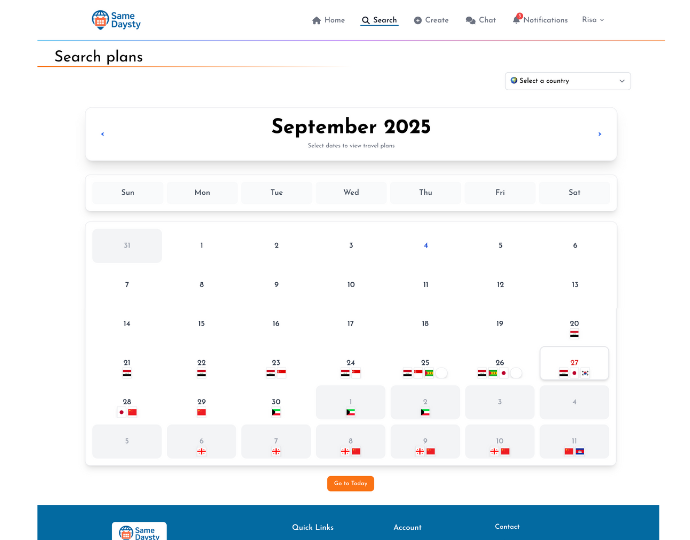 Same
Daysty
Home
Search
Create
Chat
Notifications
Risa
Search plans
Select a country
September 2025
Select dates to view travel plans
Sun Mon Tue Wed Thu Fri Sat
31 1 2 3 4 5 6
7 8 9 10 11 12 13
14 15 16 17 18 19 20
21 22 23 24 25 26 27
28 29 30 1 2 3 4
5 6 7 8 9 10 11
Go to Today
Same
Daysty
Quick Links
Account
Contact